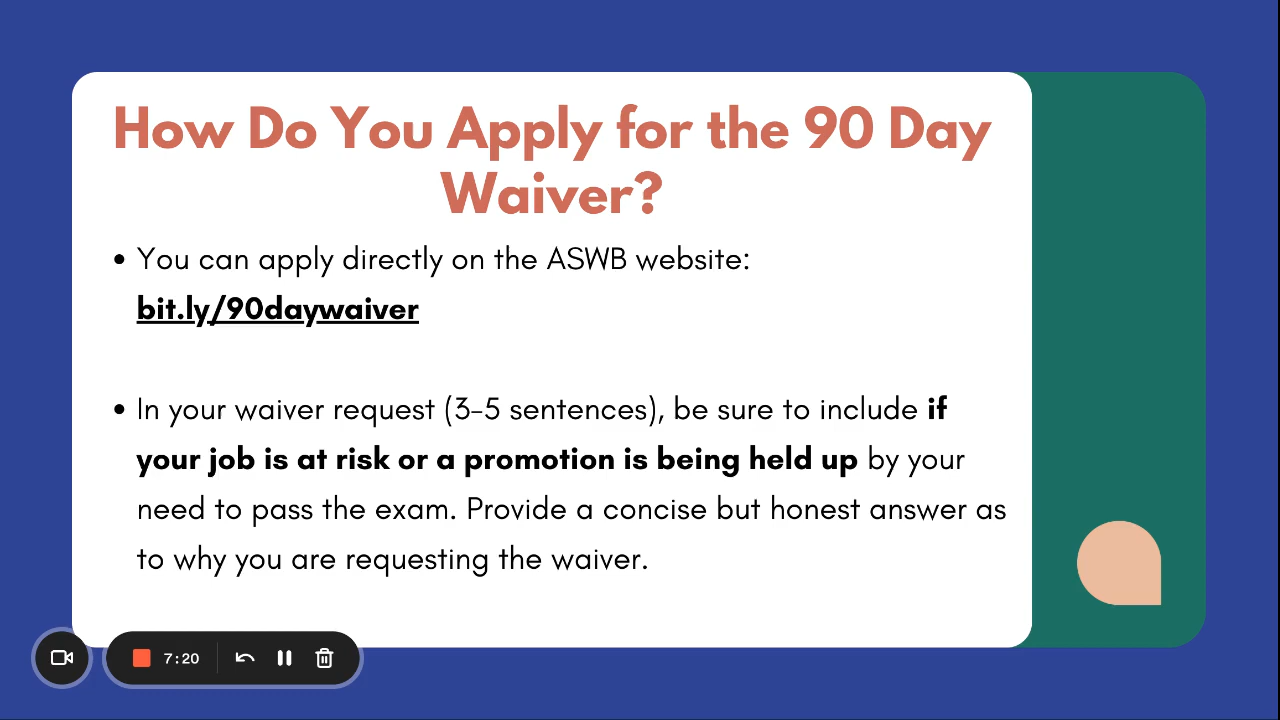 How Do You Apply for the 90 Day
Waiver?
You can apply directly on the ASWB website:
bit.ly/90daywaiver
In your waiver request (3-5 sentences), be sure to include if
your job is at risk or a promotion is being held up by your
need to pass the exam. Provide a concise but honest answer as
to why you are requesting the waiver.
7:20